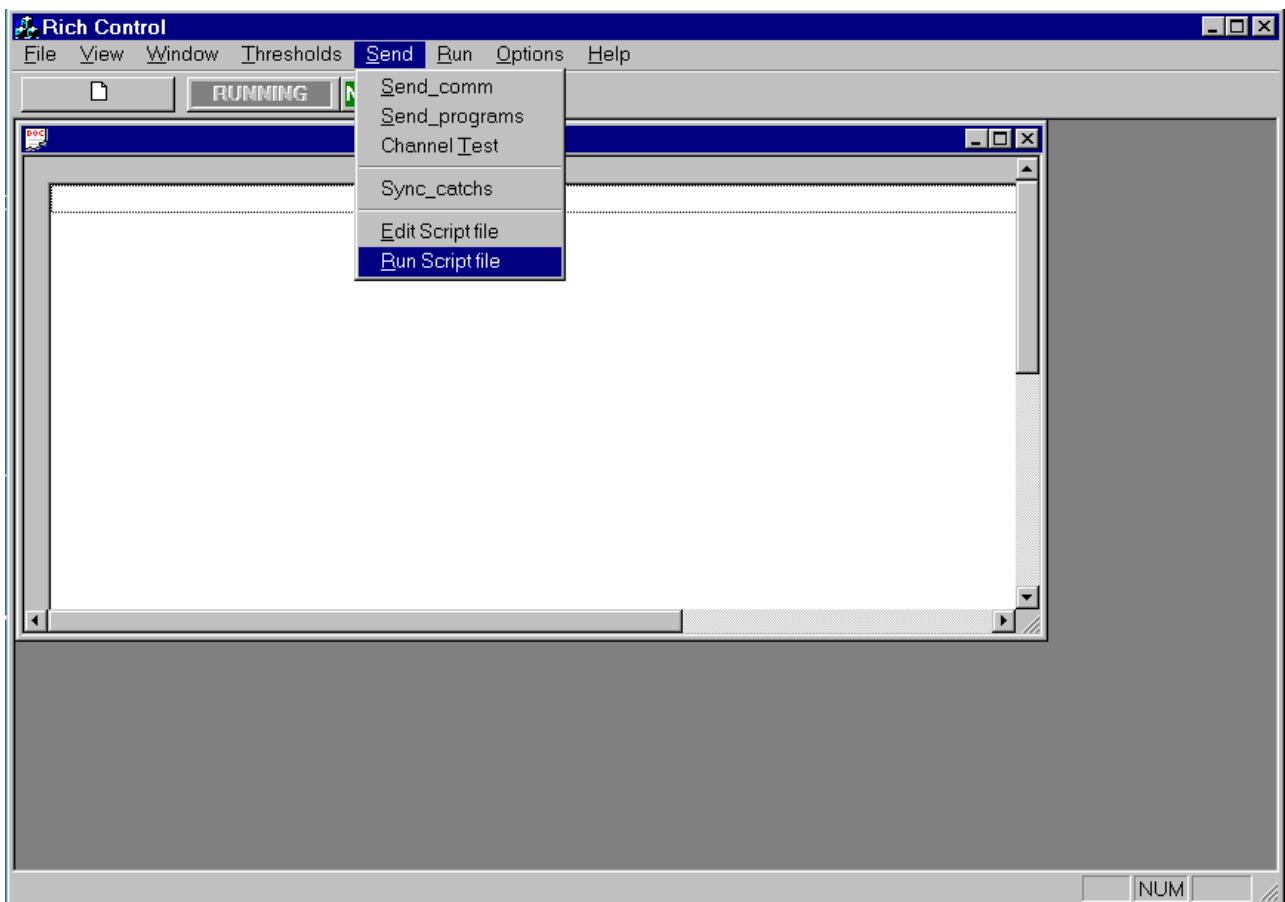 Rich Control
File View Window Thresholds Send Run Options Help
RUNNING
Send_comm
Send_programs
Channel Test
DOC
Sync_catchs
Edit Script file
Run Script file
NUM